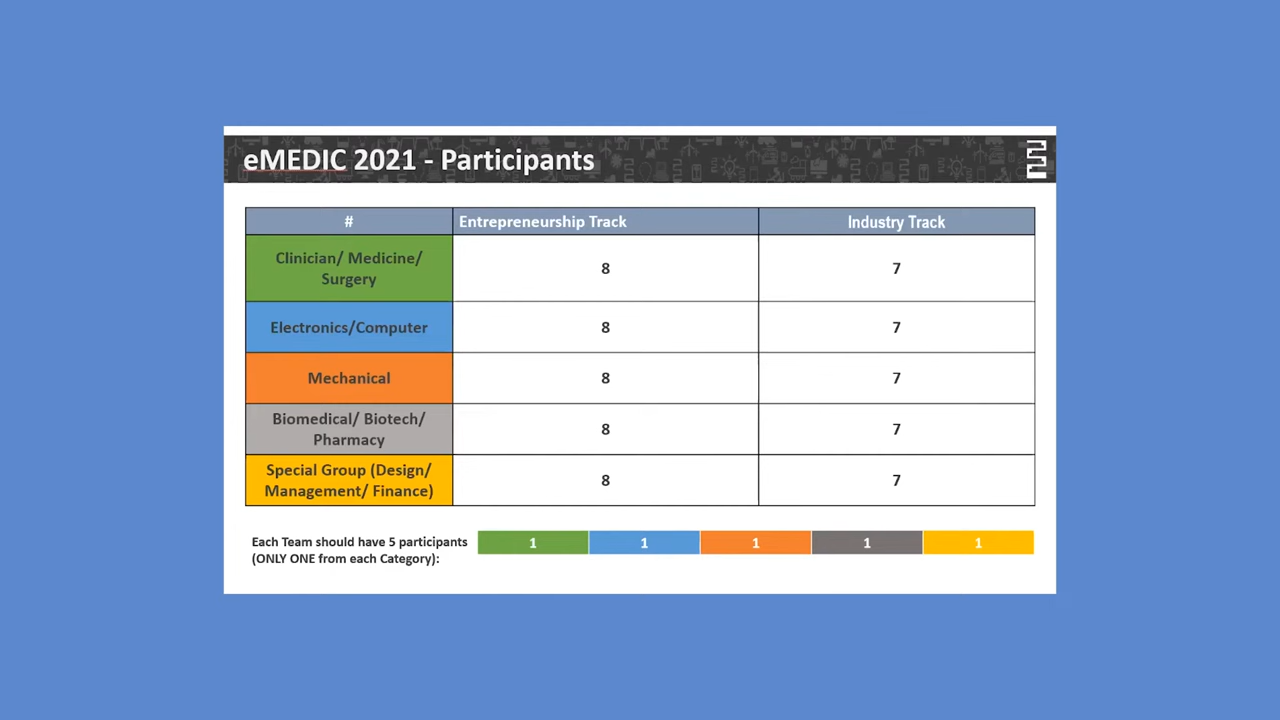 eMEDIC 2021 - Participants
# Entrepreneurship Track Industry Track
Clinician/ Medicine/
Surgery
8 7
Electronics/Computer 8 7
Mechanical 8 7
Biomedical/ Biotech/
Pharmacy
8 7
Special Group (Design/
Management/ Finance)
8 7
Each Team should have 5 participants
(ONLY ONE from each Category):
1 1 1 1 1